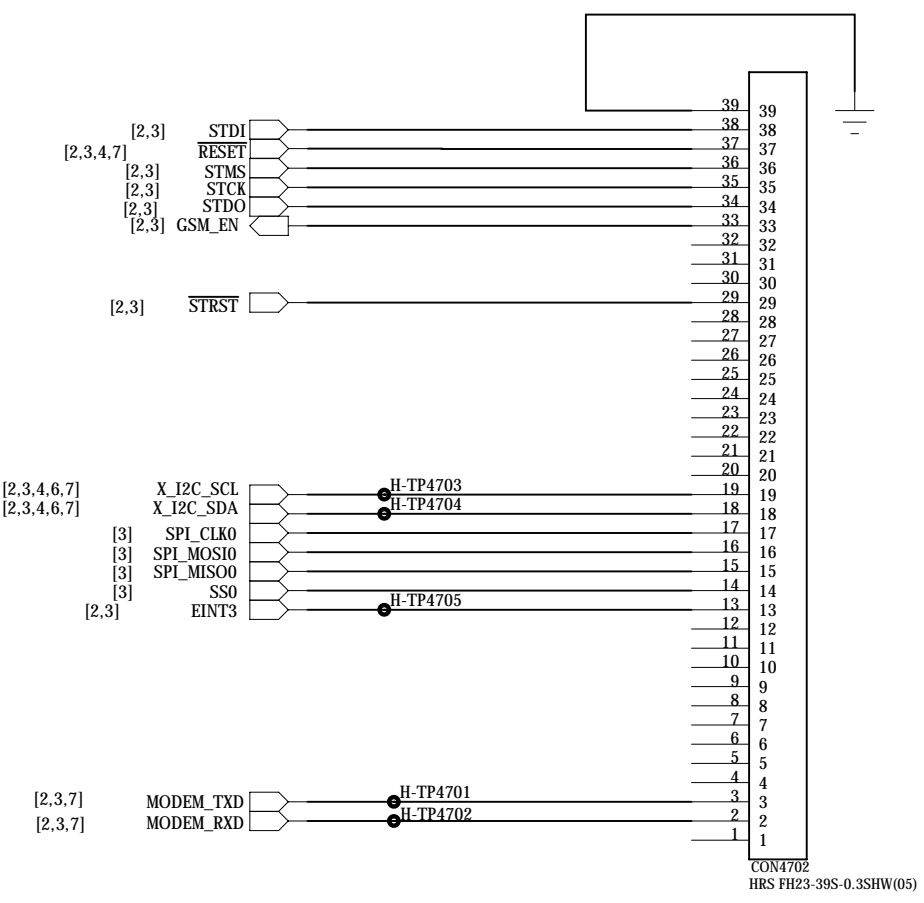 39 39
[2,3] STDI 38 38
[2,3,4,7] RESET 37 37
[2,3] STMS 36 36
[2,3] STCK 35 35
[2,3] STDO 34 34
[2,3] GSM_EN 33 33
32 32
31 31
30 30
[2,3] STRST 29 29
28 28
27 27
26 26
25 25
24 24
23 23
22 22
21 21
20 20
[2,3,4,6,7] X_I2C_SCL H-TP4703 19 19
[2,3,4,6,7] X_I2C_SDA H-TP4704 18 18
[3] SPI_CLK0 17 17
[3] SPI_MOSI0 16 16
[3] SPI_MISO0 15 15
[3] SS0 14 14
[2,3] EINT3 H-TP4705 13 13
12 12
11 11
10 10
9 9
8 8
7 7
6 6
5 5
4 4
[2,3,7] MODEM_TXD H-TP4701 3 3
[2,3,7] MODEM_RXD H-TP4702 2 2
1 1
CON4702
HRS FH23-39S-0.3SHW(05)